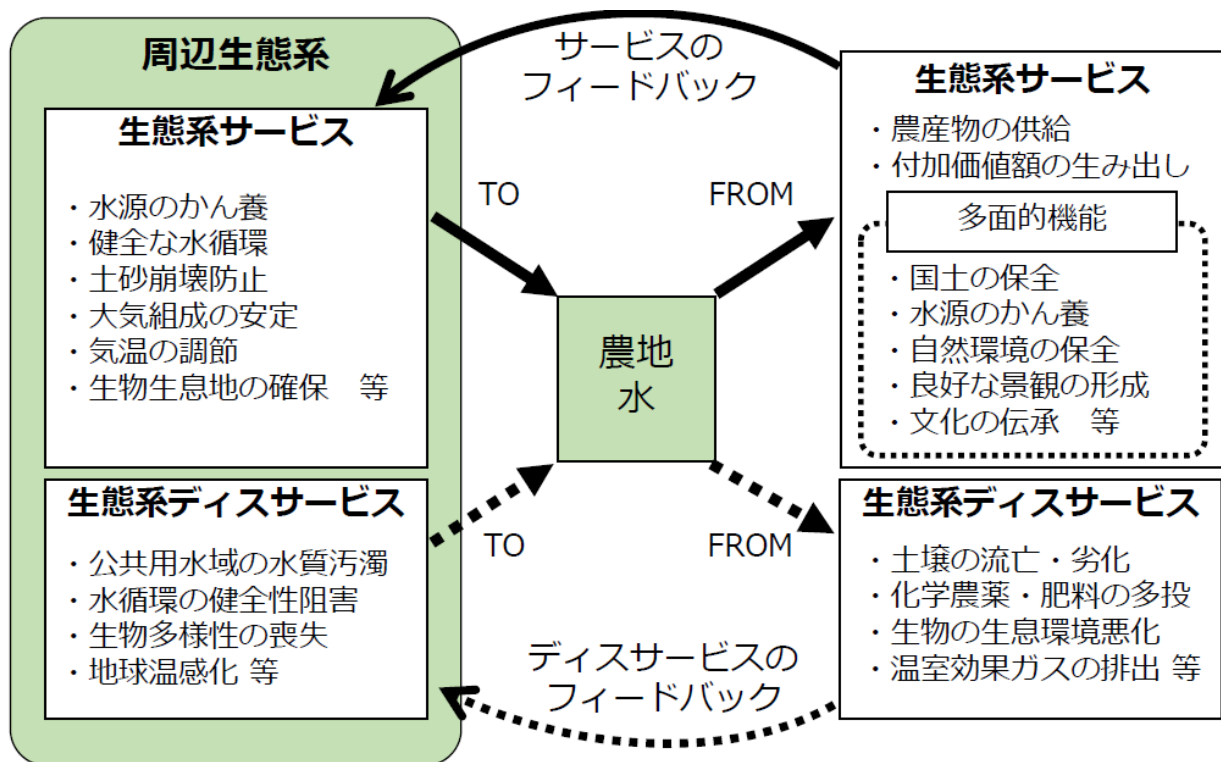 周辺生態系
生態系サービス
・水源のかん養
・健全な水循環
・土砂崩壊防止
・大気組成の安定
・気温の調節
・生物生息地の確保　等
生態系ディスサービス
・公共用水域の水質汚濁
・水循環の健全性阻害
・生物多様性の喪失
・地球温感化 等
サービスの
フィードバック
TO
FROM
農地
水
TO
FROM
ディスサービスの
フィードバック
生態系サービス
・農産物の供給
・付加価値額の生み出し
多面的機能
・国土の保全
・水源のかん養
・自然環境の保全
・良好な景観の形成
・文化の伝承　等
生態系ディスサービス
・土壌の流亡・劣化
・化学農薬・肥料の多投
・生物の生息環境悪化
・温室効果ガスの排出 等